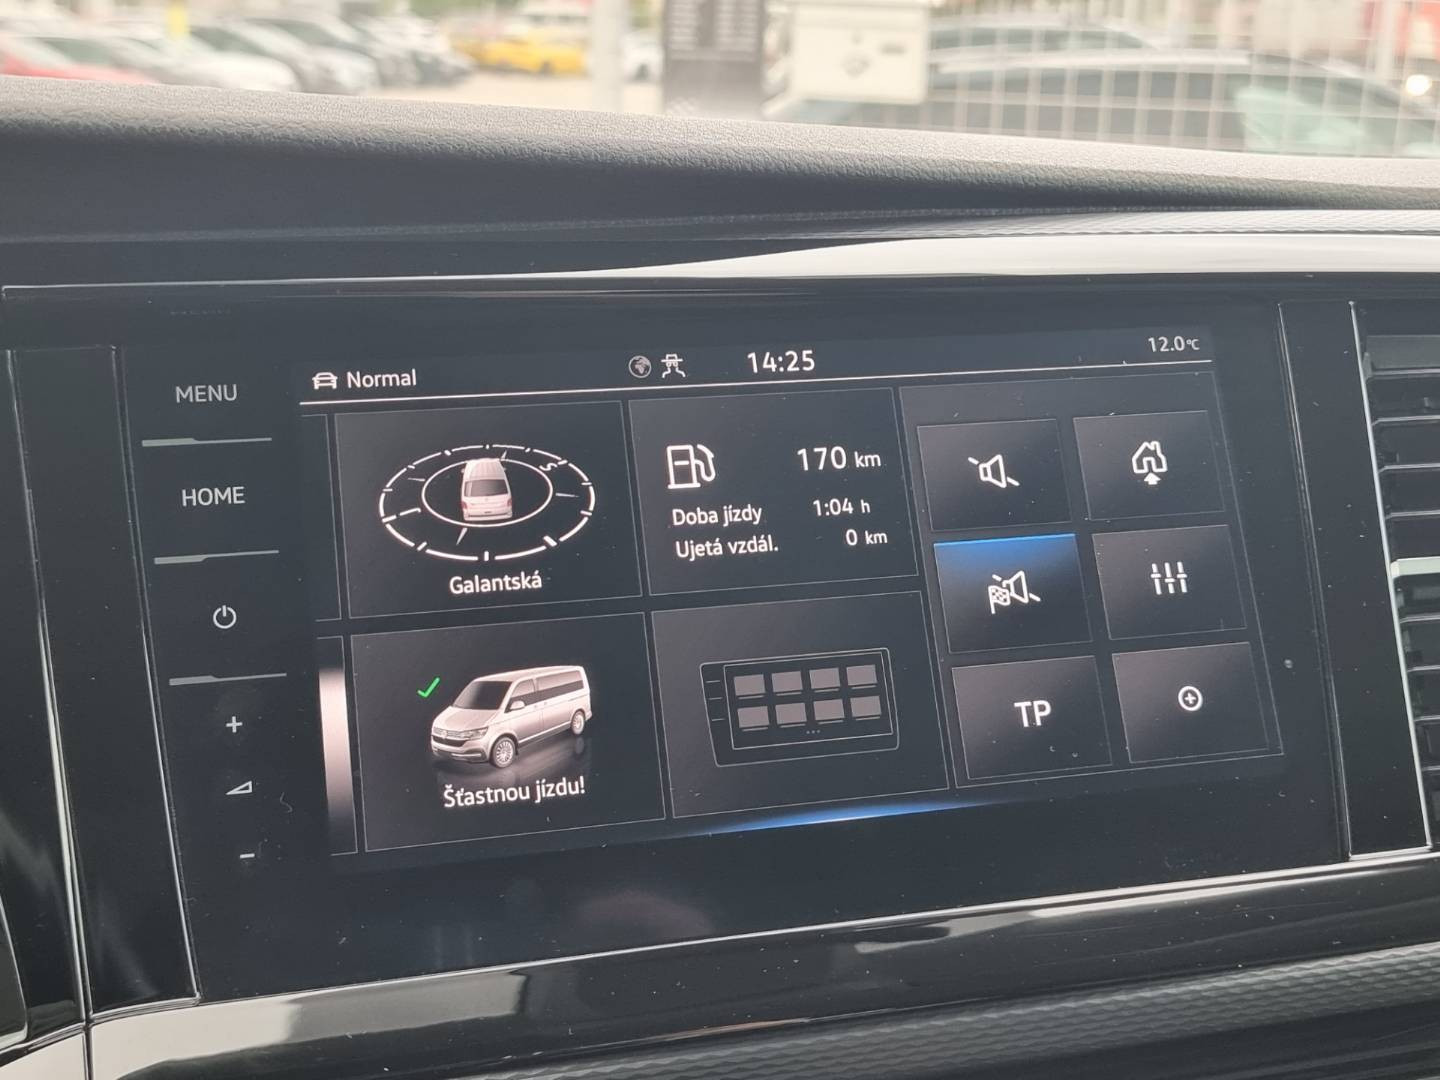 MENU
HOME
+
-
Normal
14:25
12.0°C
S
Galantská
170 km
Doba jízdy 1:04 h
Ujetá vzdál. 0 km
Šťastnou jízdu!
TP